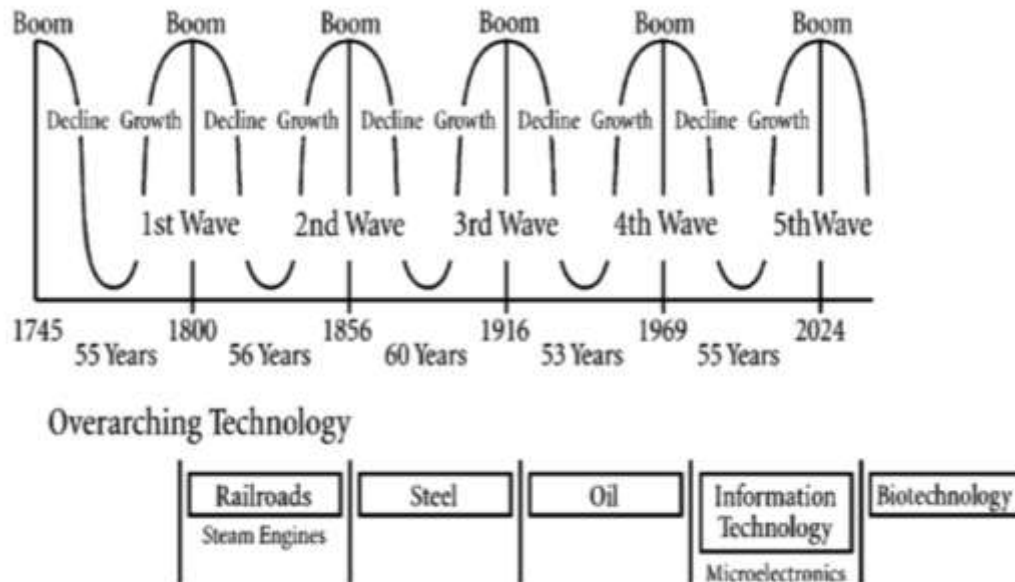 Boom Boom Boom Boom Boom Boom
Decline Growth Decline Growth Decline Growth Decline Growth Decline Growth
1st Wave 2nd Wave 3rd Wave 4th Wave 5th Wave
1745 1800 1856 1916 1969 2024
55 Years 56 Years 60 Years 53 Years 55 Years
Overarching Technology
Railroads Steel Oil Information Technology Biotechnology
Steam Engines
Microelectronics